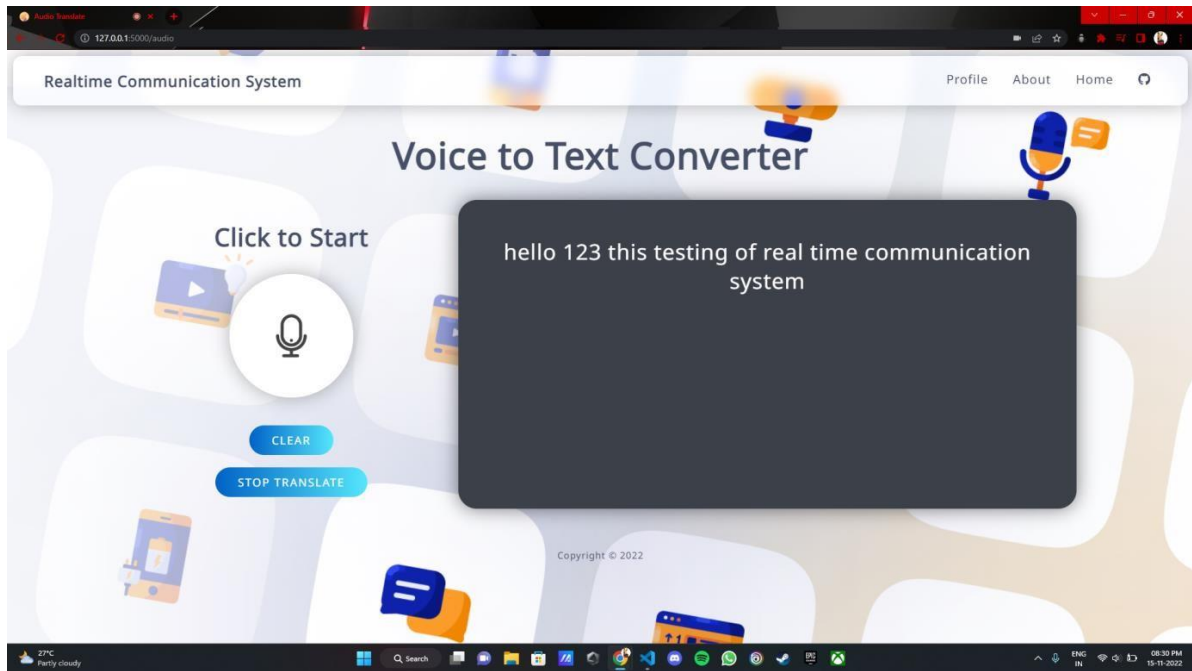 Audio Translate
127.0.0.1:5000/audio
Realtime Communication System
Profile About Home
Voice to Text Converter
Click to Start
hello 123 this testing of real time communication
system
CLEAR
STOP TRANSLATE
Copyright © 2022
27°C
Partly cloudy
Search
ENG
IN
08:30 PM
15-11-2022